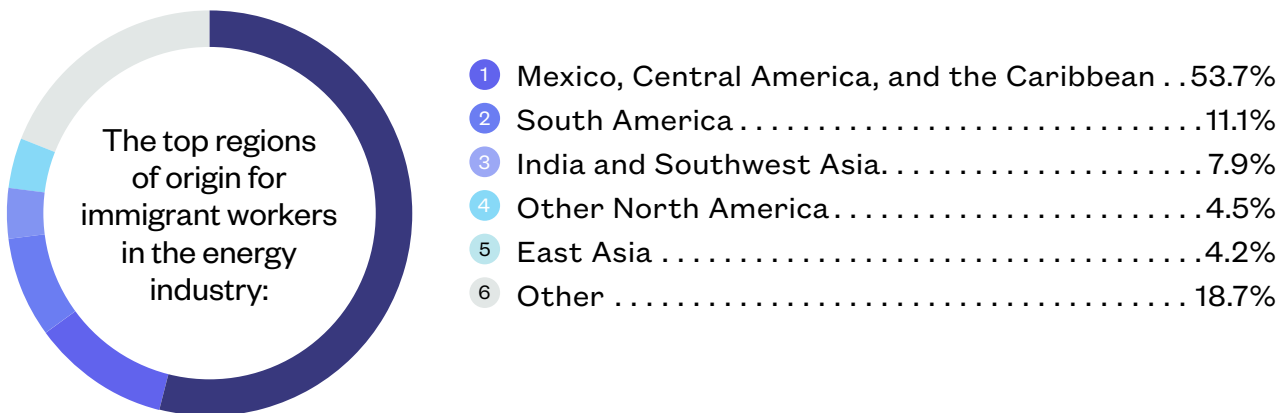 The top regions
of origin for
immigrant workers
in the energy
industry:
1 Mexico, Central America, and the Caribbean . . 53.7%
2 South America . . . . . . . . . . . . . . . . . . . . . . . . . . . . . . 11.1%
3 India and Southwest Asia. . . . . . . . . . . . . . . . . . . . . 7.9%
4 Other North America . . . . . . . . . . . . . . . . . . . . . . . . 4.5%
5 East Asia . . . . . . . . . . . . . . . . . . . . . . . . . . . . . . . . . . . 4.2%
6 Other . . . . . . . . . . . . . . . . . . . . . . . . . . . . . . . . . . . . . 18.7%